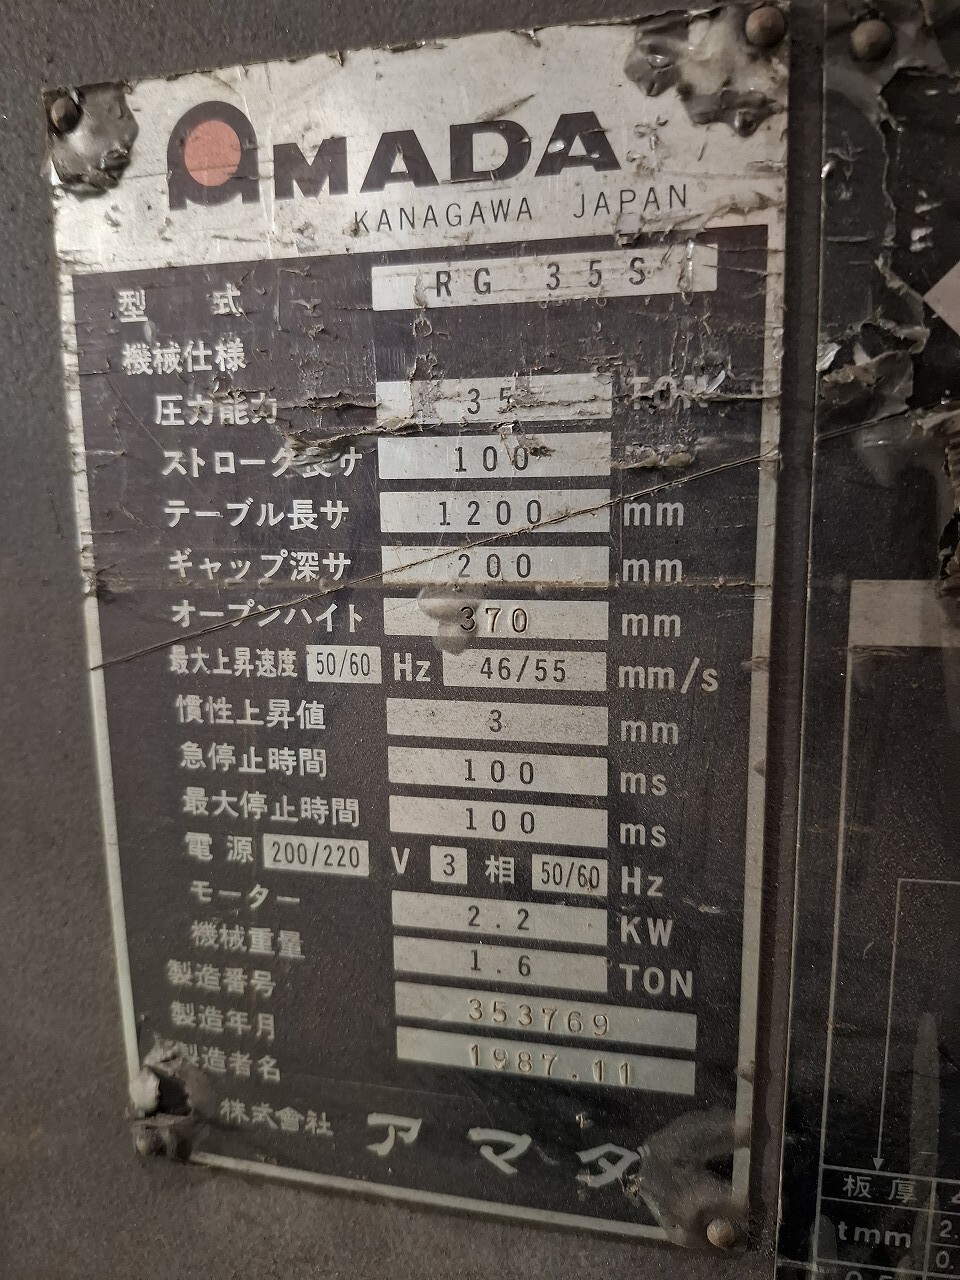 AMADA
KANAGAWA JAPAN
型式 RG 35S
機械仕様
圧力能力 35 TON
ストローク長サ 100
テーブル長サ 1200 mm
ギャップ深サ 200 mm
オープンハイト 370 mm
最大上昇速度 50/60 Hz 46/55 mm/s
慣性上昇値 3 mm
急停止時間 100 ms
最大停止時間 100 ms
電源 200/220 V 3 相 50/60 Hz
モーター 2.2 KW
機械重量 1.6 TON
製造番号 353769
製造年月 1987.11
製造者名
株式會社 アマダ
板厚
tmm 2.
0.